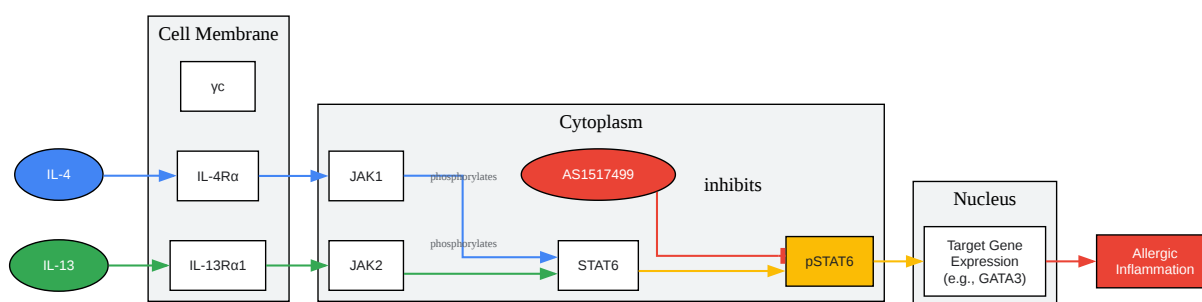 Cell Membrane
γc
Cytoplasm
IL-4
IL-4Rα
JAK1
phosphorylates
AS1517499
inhibits
Nucleus
IL-13
IL-13Rα1
JAK2
phosphorylates
STAT6
pSTAT6
Target Gene
Expression
(e.g., GATA3)
Allergic
Inflammation